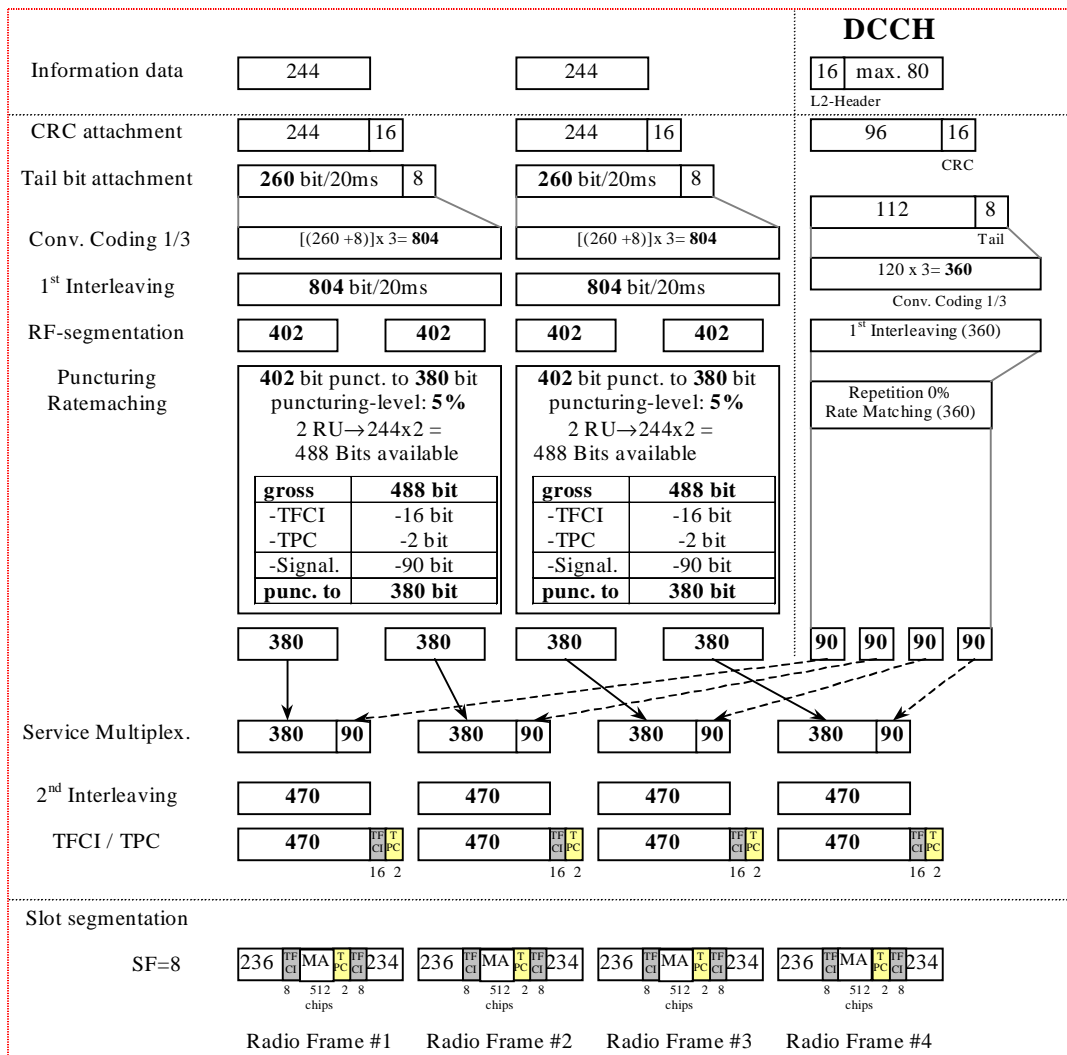 DCCH
Information data
244
244
16 max. 80
L2-Header
CRC attachment
244 16
244 16
96 16
CRC
Tail bit attachment
260 bit/20ms 8
260 bit/20ms 8
112 8
Tail
Conv. Coding 1/3
[(260 +8)]x 3= 804
[(260 +8)]x 3= 804
120 x 3= 360
Conv. Coding 1/3
1st Interleaving
804 bit/20ms
804 bit/20ms
1st Interleaving (360)
RF-segmentation
402 402 402 402
Puncturing
Ratemaching
402 bit punct. to 380 bit
puncturing-level: 5%
2 RU→244x2 =
488 Bits available
gross 488 bit
-TFCI -16 bit
-TPC -2 bit
-Signal. -90 bit
punc. to 380 bit
402 bit punct. to 380 bit
puncturing-level: 5%
2 RU→244x2 =
488 Bits available
gross 488 bit
-TFCI -16 bit
-TPC -2 bit
-Signal. -90 bit
punc. to 380 bit
Repetition 0%
Rate Matching (360)
380 380 380 380 90 90 90 90
Service Multiplex.
380 90 380 90 380 90 380 90
2nd Interleaving
470 470 470 470
TFCI / TPC
470 TF CI T PC 470 TF CI T PC 470 TF CI T PC 470 TF CI T PC
16 2 16 2 16 2 16 2
Slot segmentation
SF=8
236 TF CI MA T PC TF CI 234
8 512 2 8
chips
236 TF CI MA T PC TF CI 234
8 512 2 8
chips
236 TF CI MA T PC TF CI 234
8 512 2 8
chips
236 TF CI MA T PC TF CI 234
8 512 2 8
chips
Radio Frame #1 Radio Frame #2 Radio Frame #3 Radio Frame #4